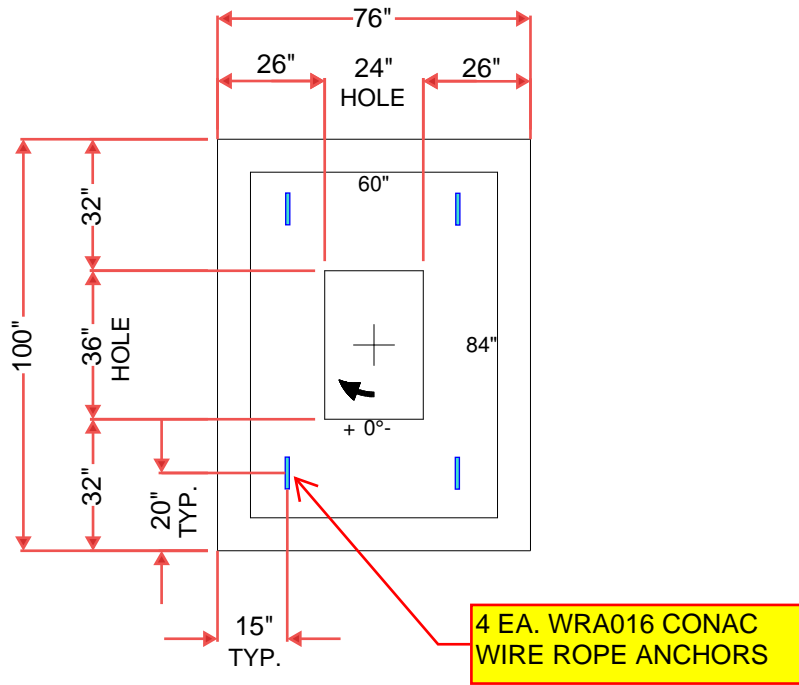 76"
26"
24"
HOLE
26"
60"
32"
100"
36"
HOLE
84"
+ 0°-
32"
20"
TYP.
15"
TYP.
4 EA. WRA016 CONAC
WIRE ROPE ANCHORS